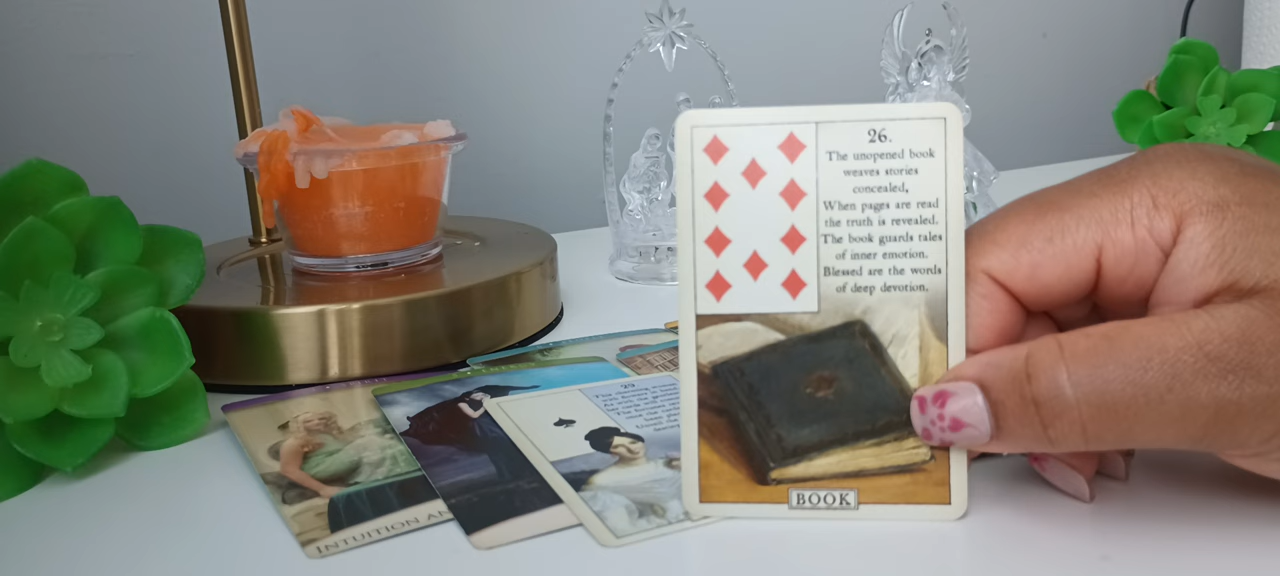 26.
The unopened book
weaves stories
concealed,
When pages are read
the truth is revealed.
The book guards tales
of inner emotion.
Blessed are the words
of deep devotion.
BOOK
29.
INTUITION AN